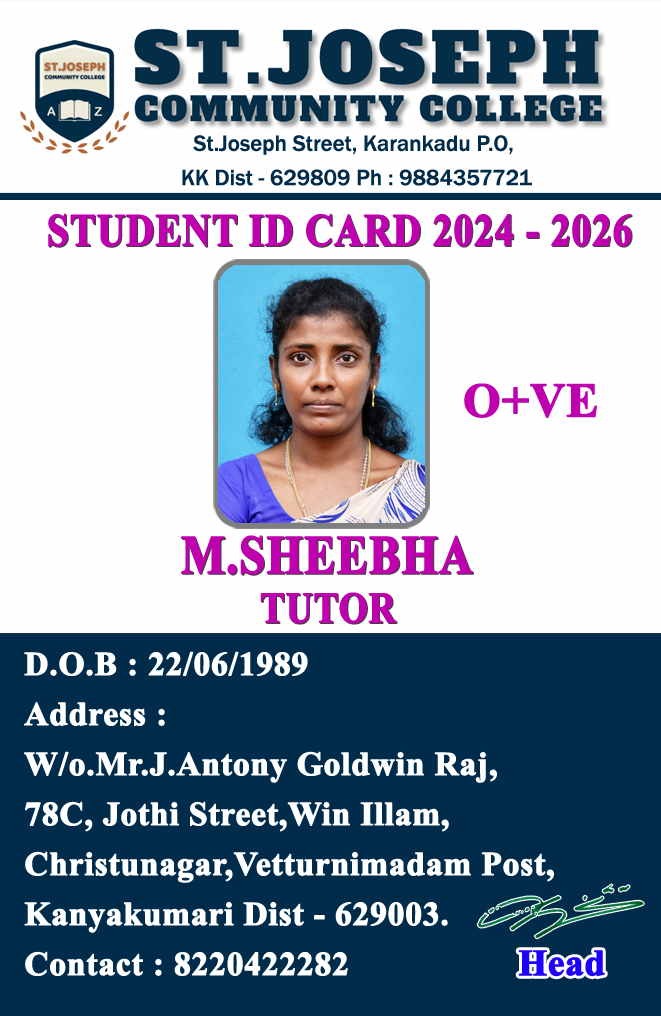 ST.JOSEPH
COMMUNITY COLLEGE
A Z
ST.JOSEPH
COMMUNITY COLLEGE
St.Joseph Street, Karankadu P.O,
KK Dist - 629809 Ph : 9884357721
STUDENT ID CARD 2024 - 2026
O+VE
M.SHEEBHA
TUTOR
D.O.B : 22/06/1989
Address :
W/o.Mr.J.Antony Goldwin Raj,
78C, Jothi Street,Win Illam,
Christunagar,Vetturnimadam Post,
Kanyakumari Dist - 629003.
Contact : 8220422282
Head